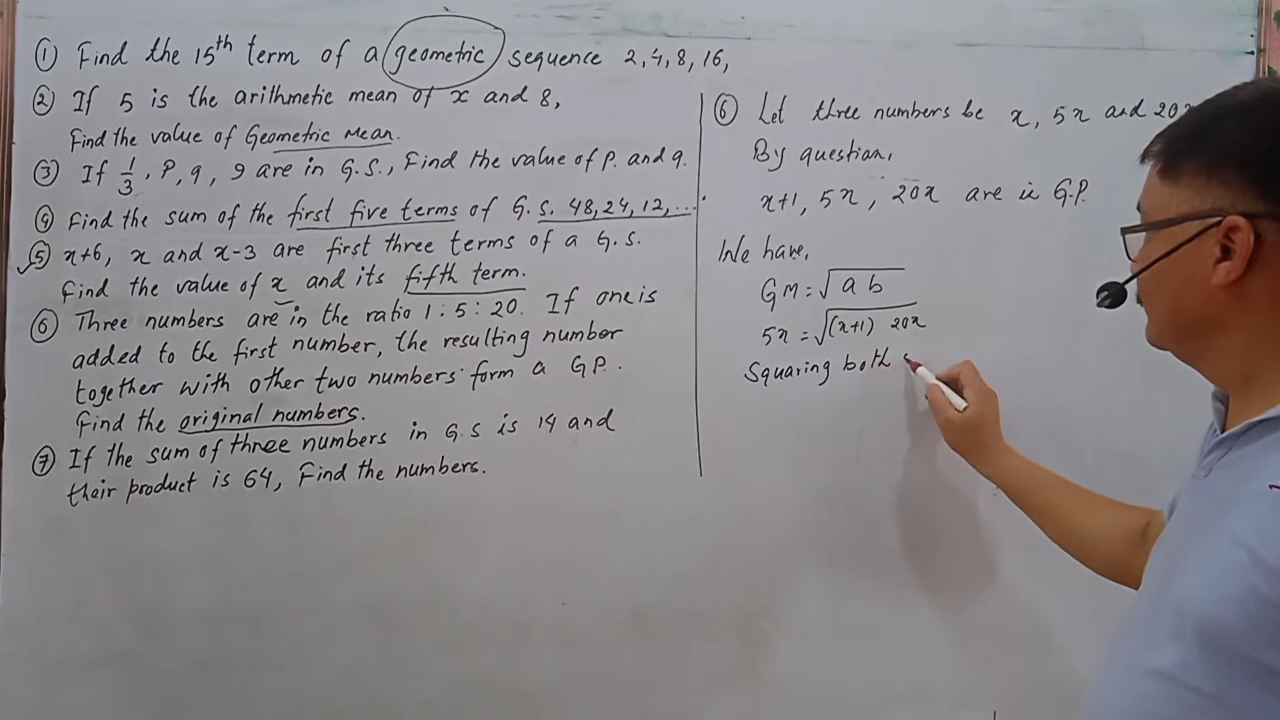 ① Find the 15th term of a geometric sequence 2, 4, 8, 16,
② If 5 is the arithmetic mean of x and 8,
Find the value of Geometric Mean.
③ If 1/3, P, q, 9 are in G.S., Find the value of P. and q.
④ Find the sum of the first five terms of G.S. 48, 24, 12, ...
⑤ x+6, x and x-3 are first three terms of a G.S.
Find the value of x and its fifth term.
⑥ Three numbers are in the ratio 1 : 5 : 20. If one is
added to the first number, the resulting number
together with other two numbers form a G.P.
Find the original numbers.
⑦ If the sum of three numbers in G.S is 14 and
their product is 64, Find the numbers.
⑥ Let three numbers be x, 5x and 20
By question,
x+1, 5x, 20x are in G.P.
We have,
GM = √ab
5x = √(x+1) 20x
Squaring both s